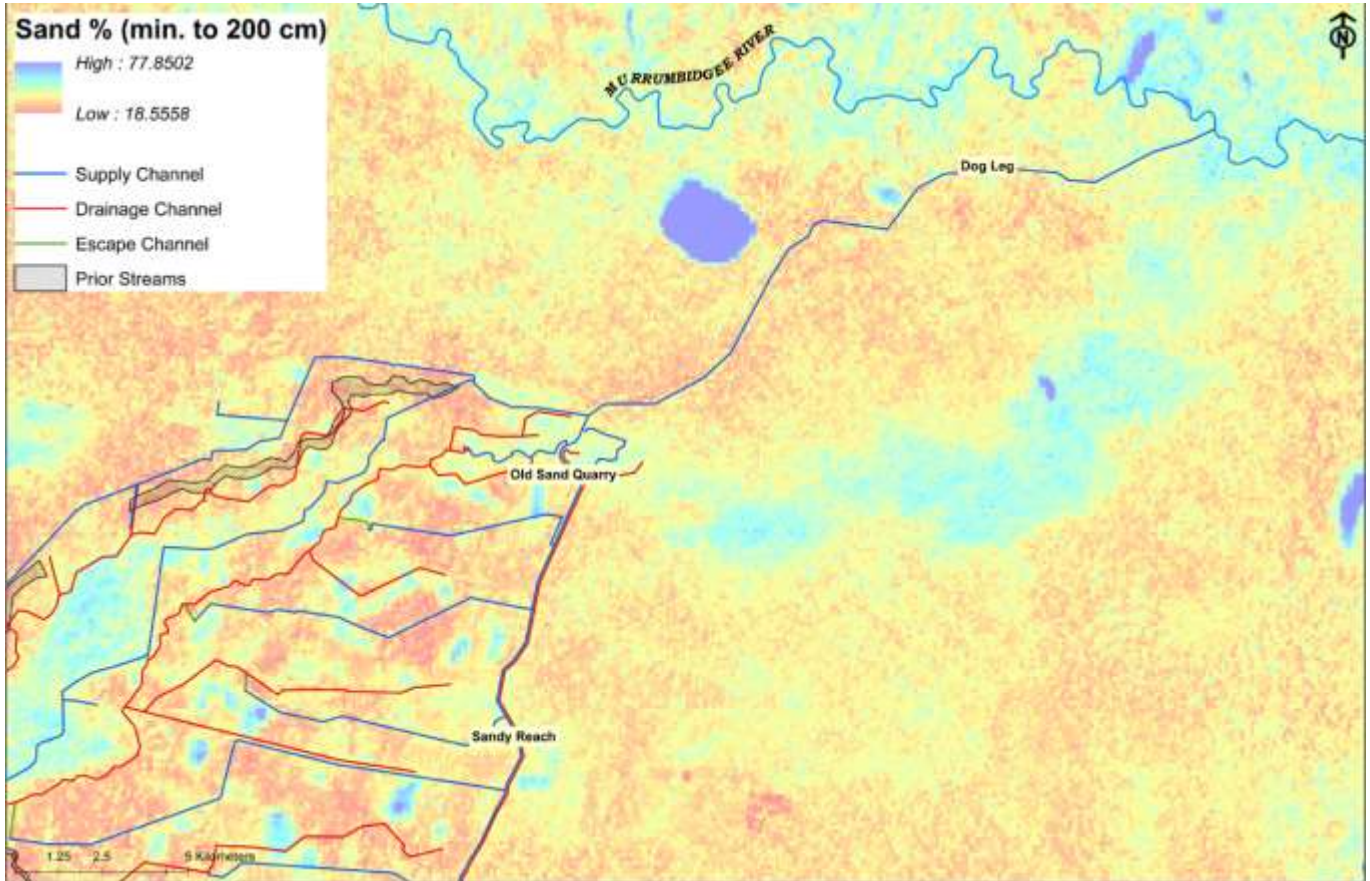 Sand % (min. to 200 cm)
High : 77.8502
Low : 18.5558
Supply Channel
Drainage Channel
Escape Channel
Prior Streams
MURRUMBIDGEE RIVER
N
Dog Leg
Old Sand Quarry
Sandy Reach
1.25 2.5 5 Kilometers